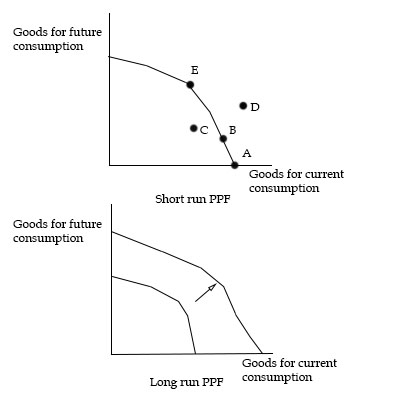 Goods for future
consumption
E
D
C
B
A
Goods for current
consumption
Short run PPF
Goods for future
consumption
Goods for current
consumption
Long run PPF